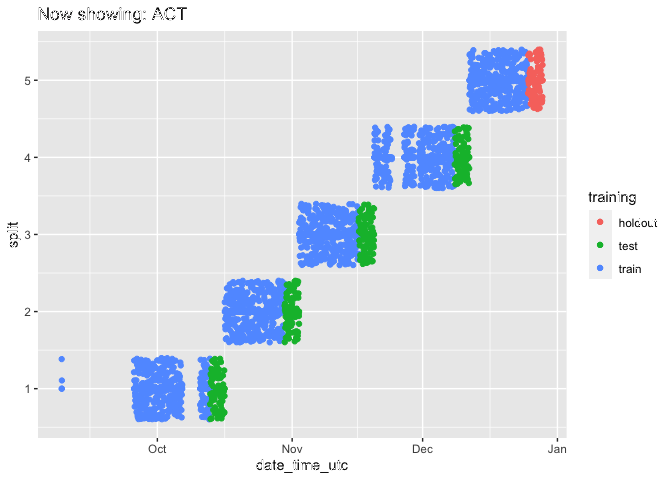 Now showing: ACT
5
4
3
2
1
split
Oct
Nov
Dec
Jan
date_time_utc
training
holdout
test
train